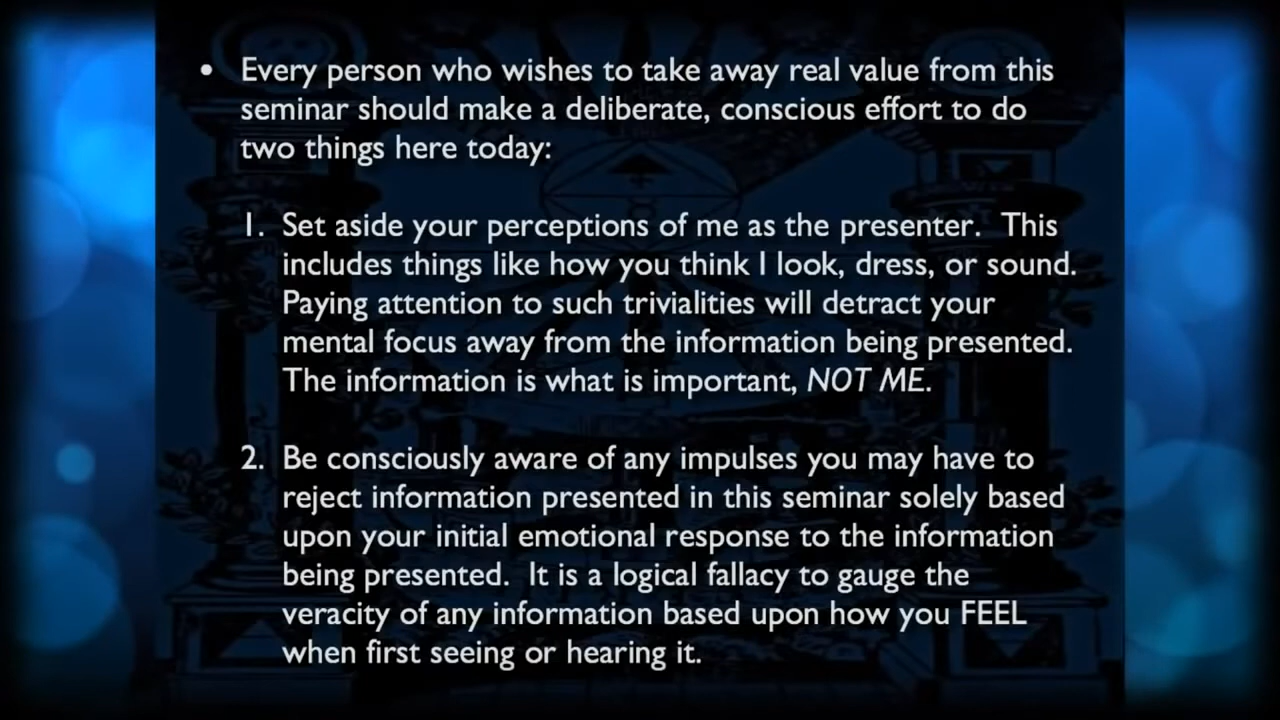 • Every person who wishes to take away real value from this
seminar should make a deliberate, conscious effort to do
two things here today:
1. Set aside your perceptions of me as the presenter. This
includes things like how you think I look, dress, or sound.
Paying attention to such trivialities will detract your
mental focus away from the information being presented.
The information is what is important, NOT ME.
2. Be consciously aware of any impulses you may have to
reject information presented in this seminar solely based
upon your initial emotional response to the information
being presented. It is a logical fallacy to gauge the
veracity of any information based upon how you FEEL
when first seeing or hearing it.